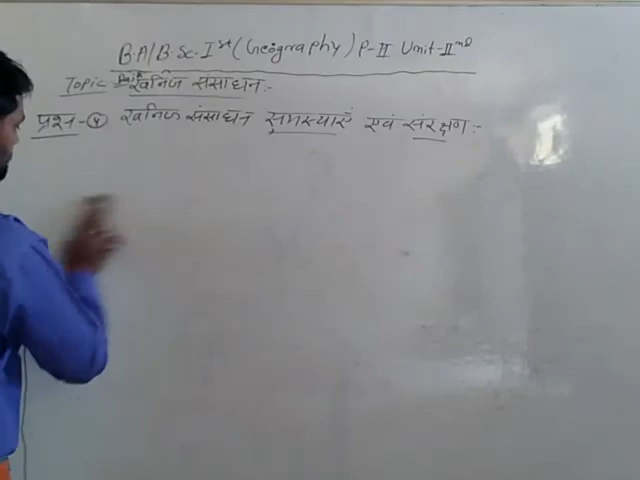 B.A/B.Sc-I st (Geography) P-II Unit-II nd
Topic खनिज संसाधन:-
प्रश्न-4 खनिज संसाधन समस्याएं एवं संरक्षण:-